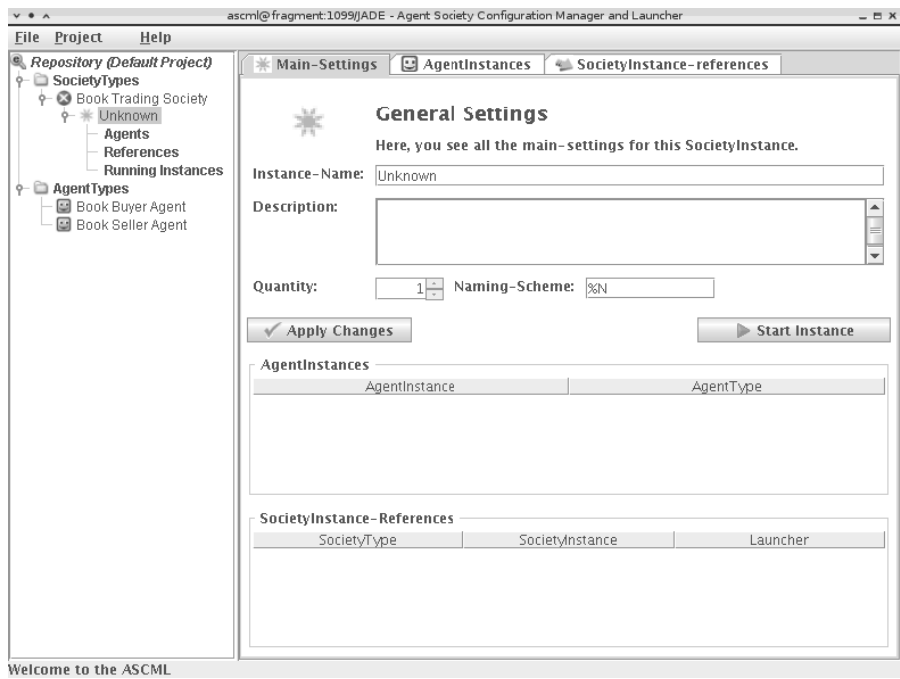 ascml@fragment:1099/JADE - Agent Society Configuration Manager and Launcher
File Project Help
Repository (Default Project)
SocietyTypes
Book Trading Society
Unknown
Agents
References
Running Instances
AgentTypes
Book Buyer Agent
Book Seller Agent
Main-Settings AgentInstances SocietyInstance-references
General Settings
Here, you see all the main-settings for this SocietyInstance.
Instance-Name: Unknown
Description:
Quantity: 1 Naming-Scheme: %N
Apply Changes Start Instance
AgentInstances
AgentInstance AgentType
SocietyInstance-References
SocietyType SocietyInstance Launcher
Welcome to the ASCML